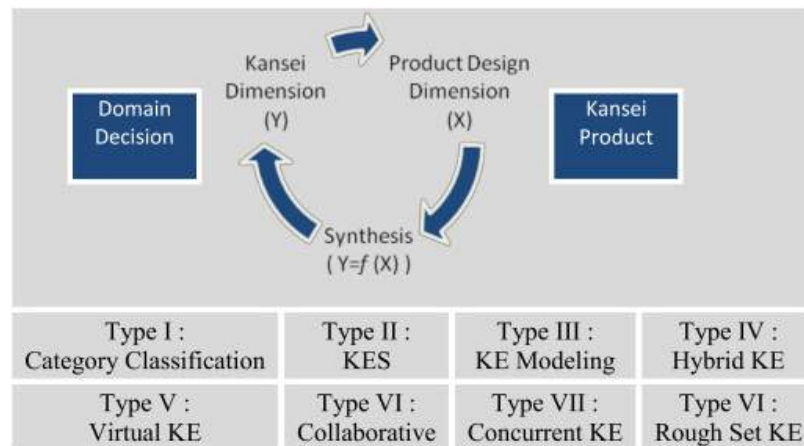 Domain
Decision
Kansei
Dimension
(Y)
Product Design
Dimension
(X)
Kansei
Product
Synthesis
( Y=f (X) )
Type I :
Category Classification
Type II :
KES
Type III :
KE Modeling
Type IV :
Hybrid KE
Type V :
Virtual KE
Type VI :
Collaborative
Type VII :
Concurrent KE
Type VI :
Rough Set KE